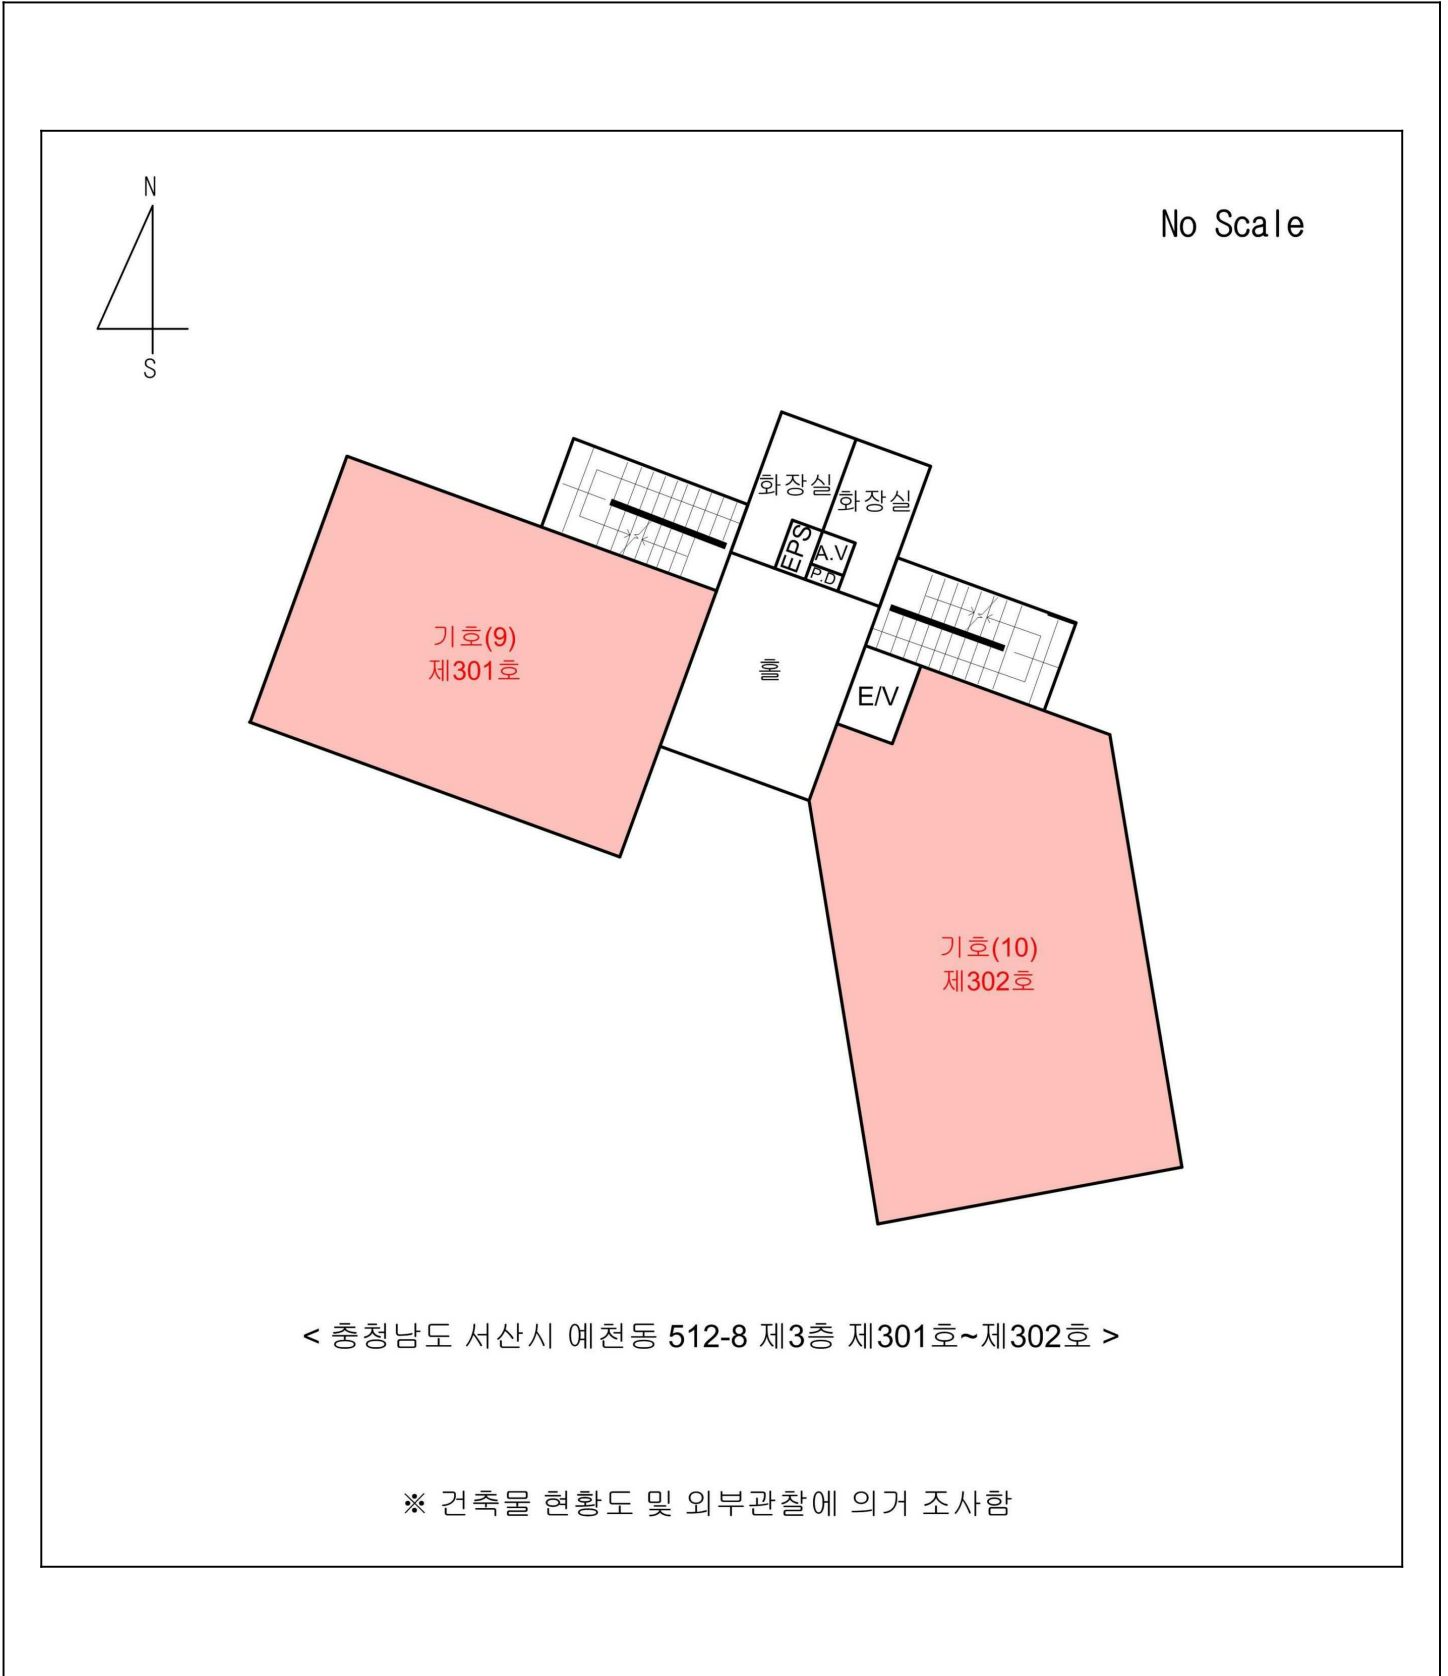 N
No Scale
S
화장실
화장실
EPS
A.V
P.D
기호(9)
제301호
홀
E/V
기호(10)
제302호
< 충청남도 서산시 예천동 512-8 제3층 제301호~제302호 >
※ 건축물 현황도 및 외부관찰에 의거 조사함